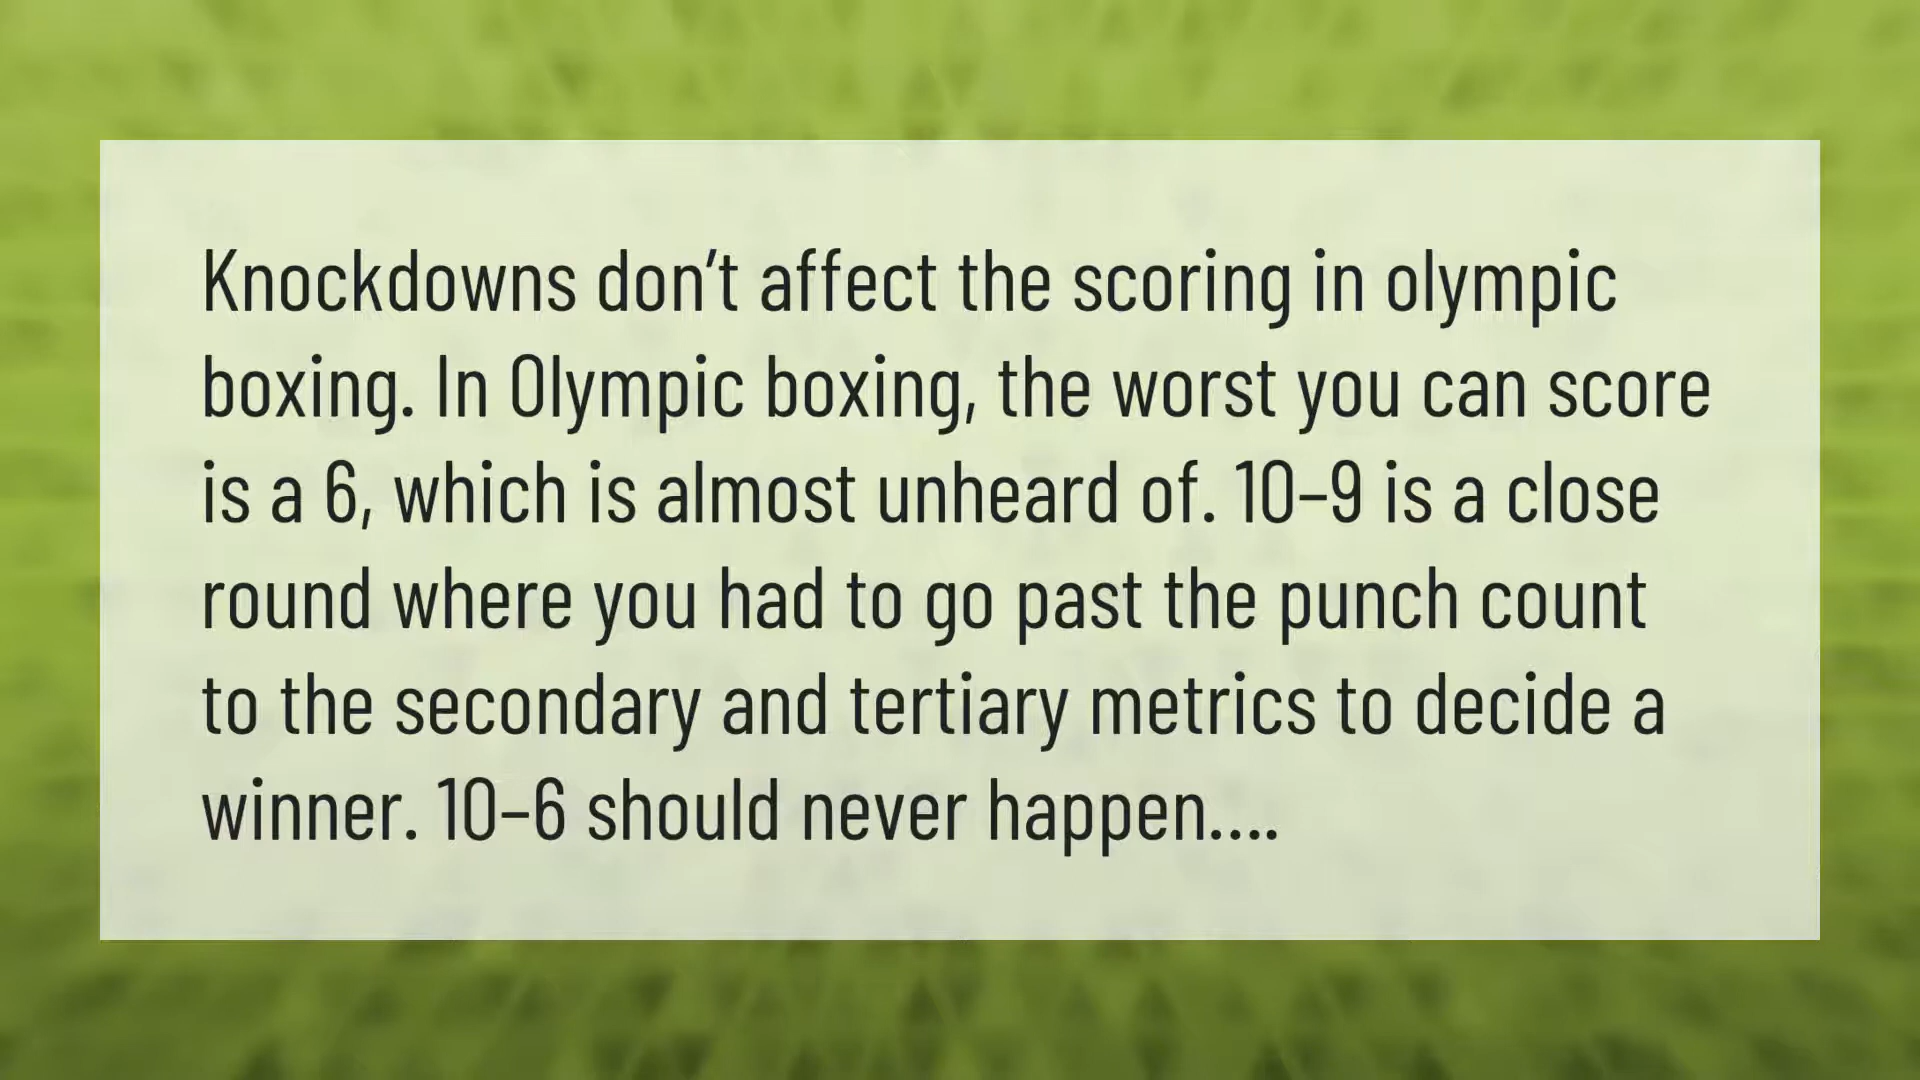 Knockdowns don’t affect the scoring in olympic
boxing. In Olympic boxing, the worst you can score
is a 6, which is almost unheard of. 10–9 is a close
round where you had to go past the punch count
to the secondary and tertiary metrics to decide a
winner. 10–6 should never happen....